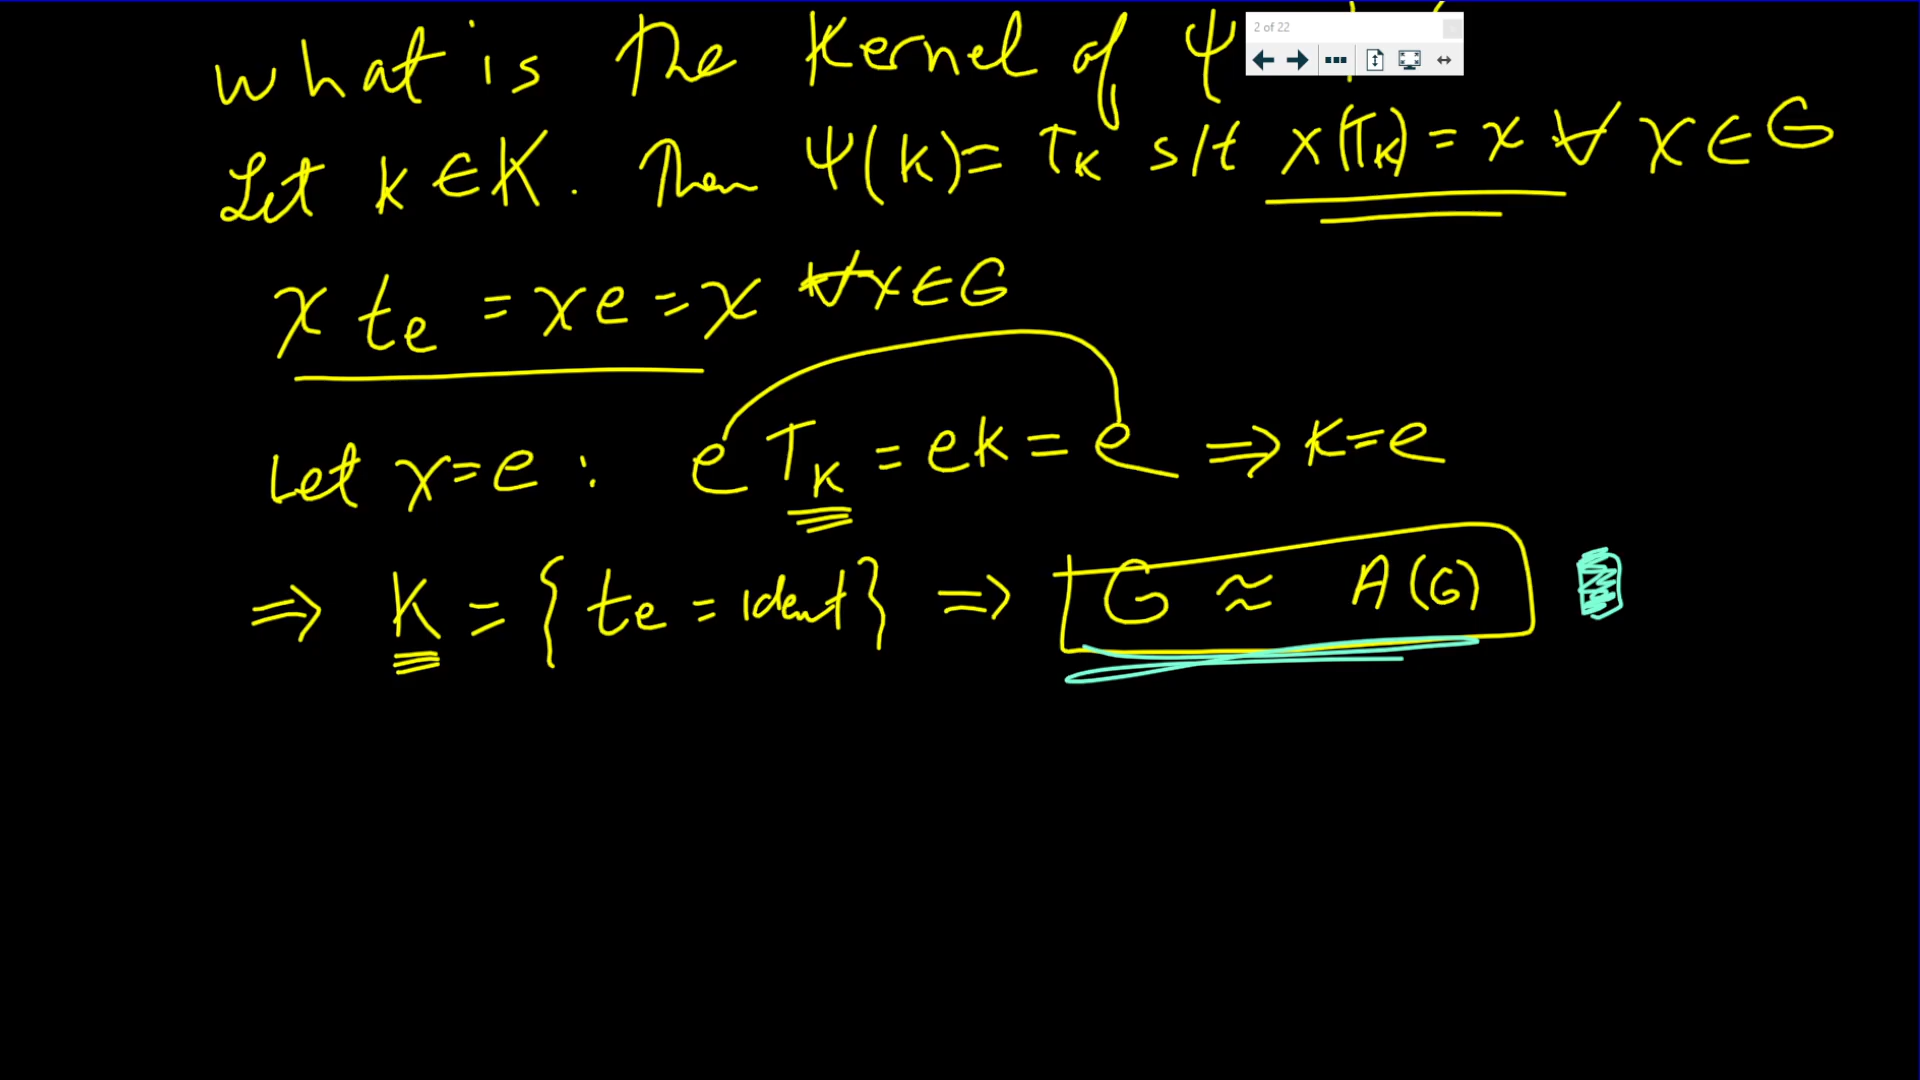 2 of 22
What is the Kernel of Ψ
Let k ∈ K. Then Ψ(k) = T_k s/t x(T_k) = x ∀ x ∈ G
x t_e = xe = x ∀ x ∈ G
Let x = e : e T_k = ek = e ⇒ k = e
⇒ K = { t_e = ident } ⇒ G ≈ A(G)